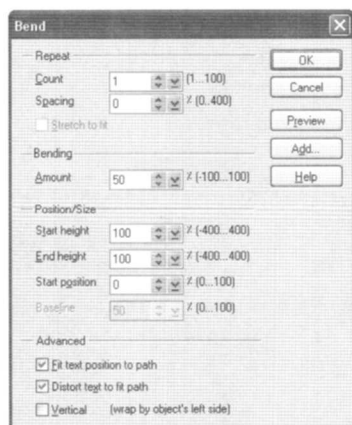 Bend
Repeat
OK
Count 1 (1...100)
Cancel
Spacing 0 % (0...400)
Stretch to fit
Preview
Bending
Add...
Amount 50 % (-100...100)
Help
Position/Size
Start height 100 % (-400...400)
End height 100 % (-400...400)
Start position 0 % (0...100)
Baseline 50 % (0...100)
Advanced
Fit text position to path
Distort text to fit path
Vertical (wrap by object's left side)